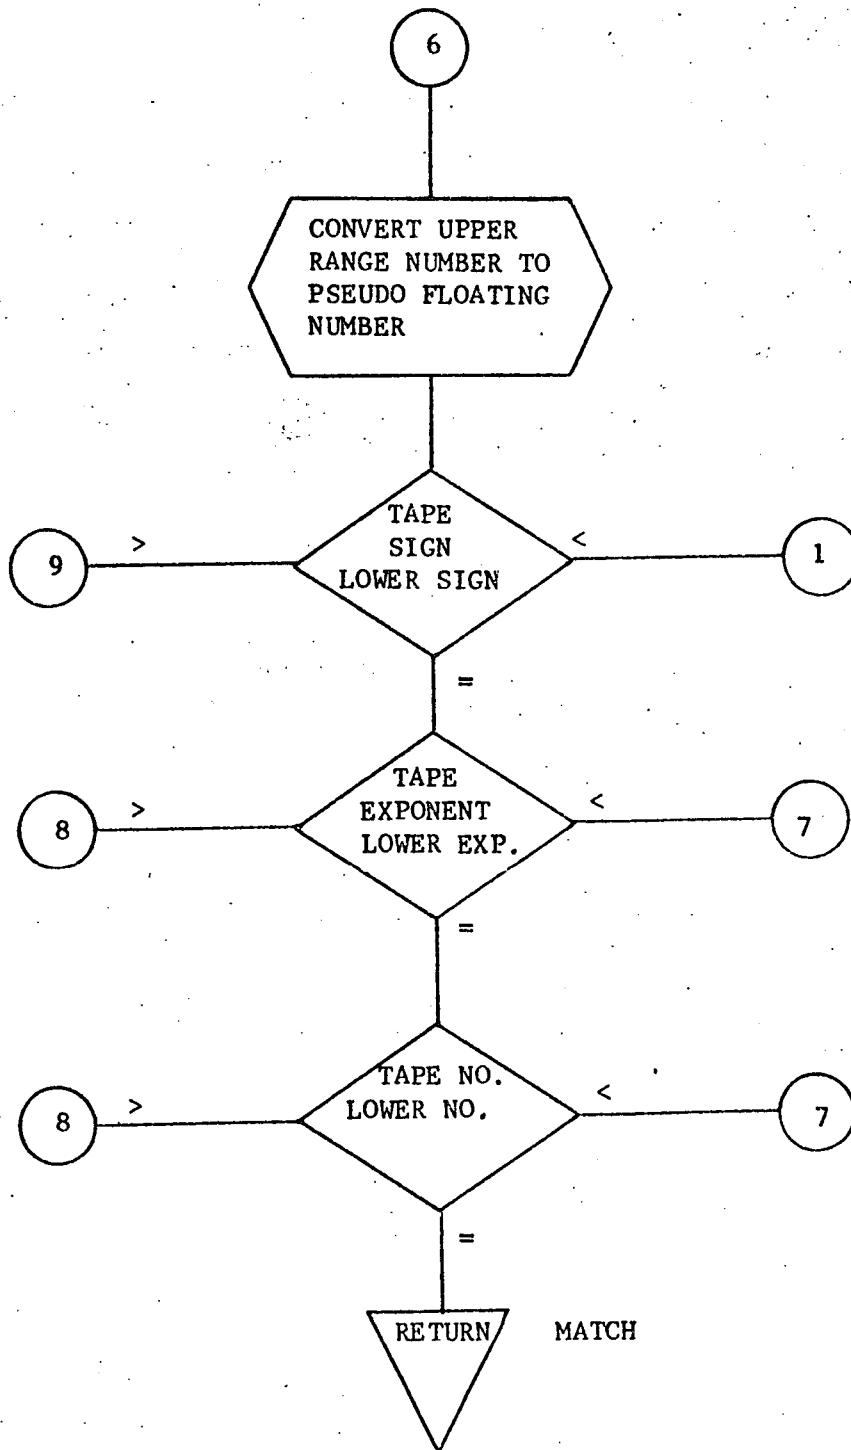 6
CONVERT UPPER
RANGE NUMBER TO
PSEUDO FLOATING
NUMBER
TAPE
SIGN
LOWER SIGN
>
<
9
1
=
TAPE
EXPONENT
LOWER EXP.
>
<
8
7
=
TAPE NO.
LOWER NO.
>
<
8
7
=
RETURN MATCH